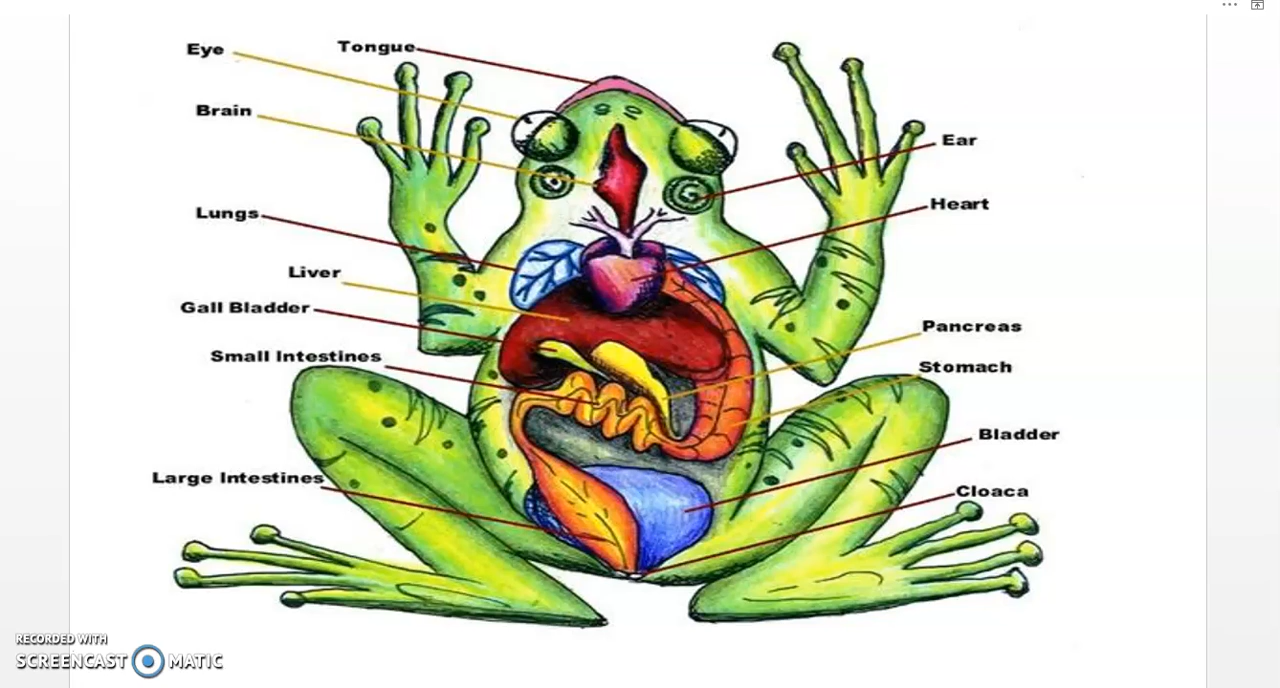 Eye
Tongue
Brain
Ear
Lungs
Heart
Liver
Gall Bladder
Pancreas
Small Intestines
Stomach
Bladder
Large Intestines
Cloaca
RECORDED WITH
SCREENCAST MATIC